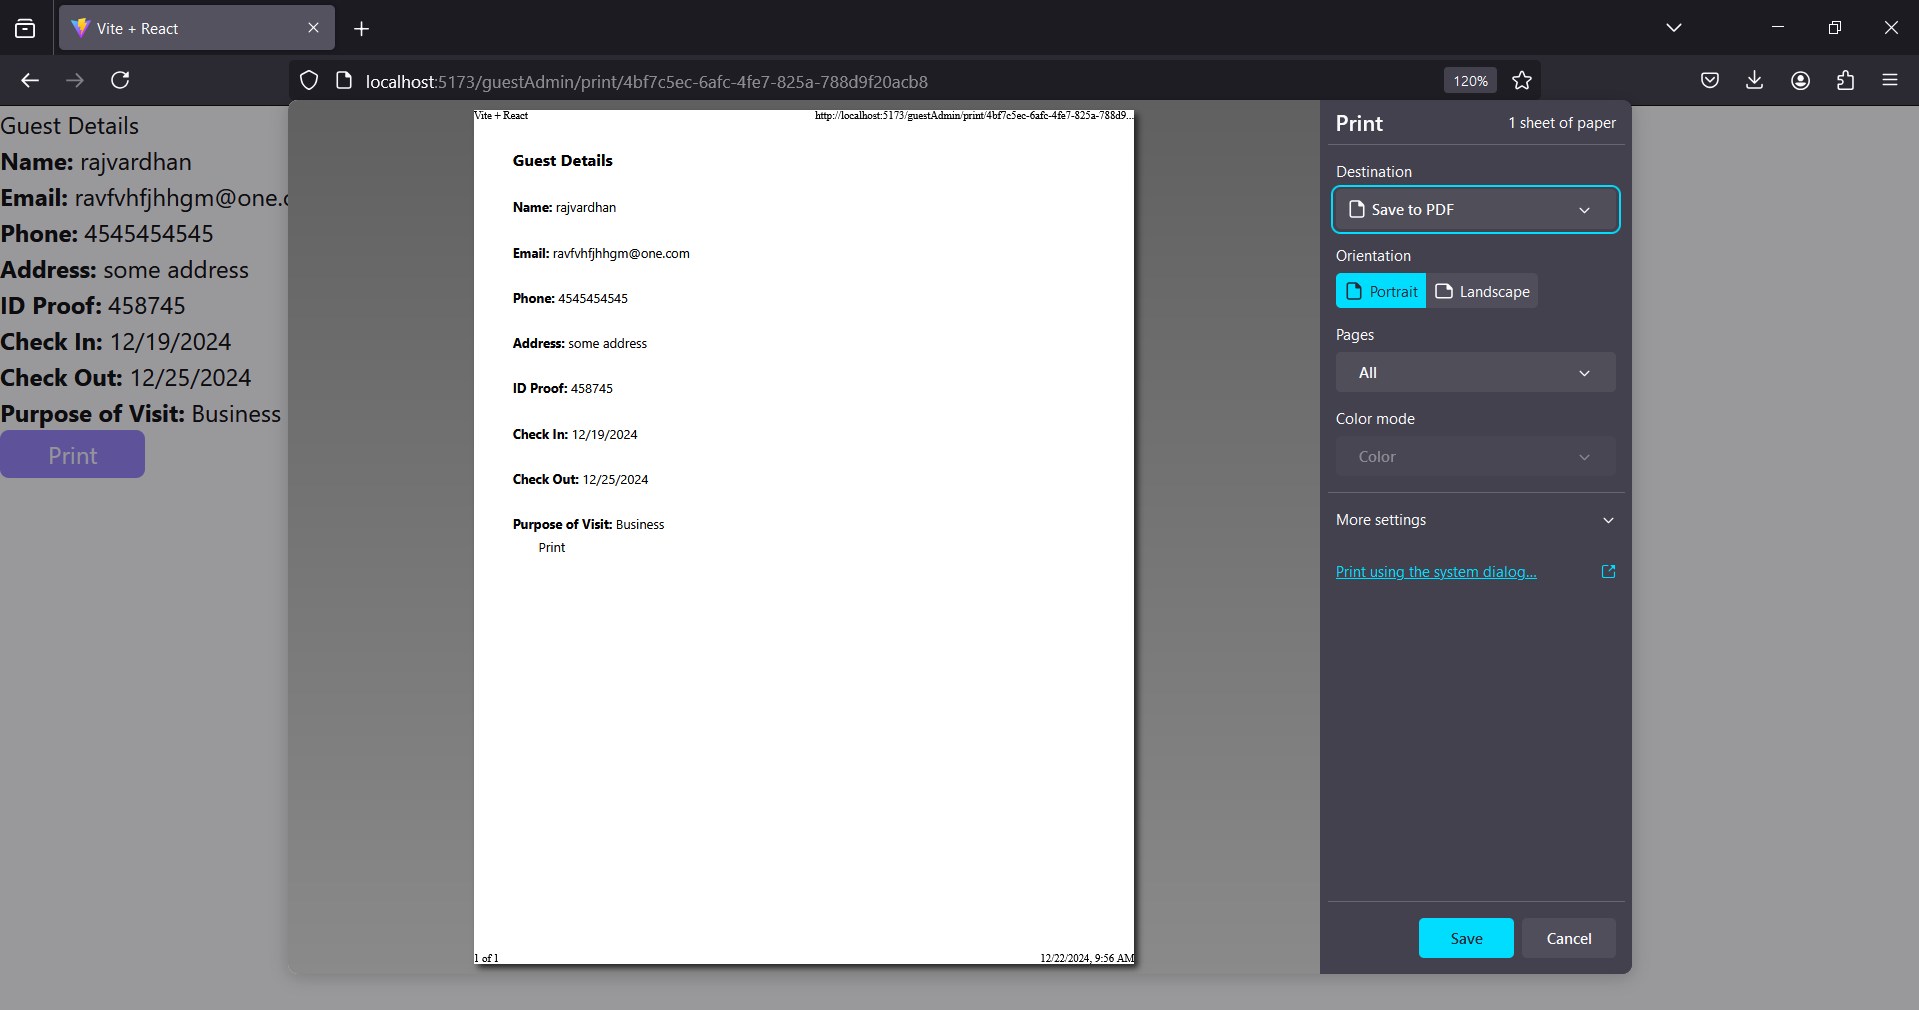 Vite + React
localhost:5173/guestAdmin/print/4bf7c5ec-6afc-4fe7-825a-788d9f20acb8
120%
Guest Details
Name: rajvardhan
Email: ravfvhfjhhgm@one.c
Phone: 4545454545
Address: some address
ID Proof: 458745
Check In: 12/19/2024
Check Out: 12/25/2024
Purpose of Visit: Business
Print
Vite + React
http://localhost:5173/guestAdmin/print/4bf7c5ec-6afc-4fe7-825a-788d9...
Guest Details
Name: rajvardhan
Email: ravfvhfjhhgm@one.com
Phone: 4545454545
Address: some address
ID Proof: 458745
Check In: 12/19/2024
Check Out: 12/25/2024
Purpose of Visit: Business
Print
1 of 1
12/22/2024, 9:56 AM
Print
1 sheet of paper
Destination
Save to PDF
Orientation
Portrait
Landscape
Pages
All
Color mode
Color
More settings
Print using the system dialog...
Save
Cancel